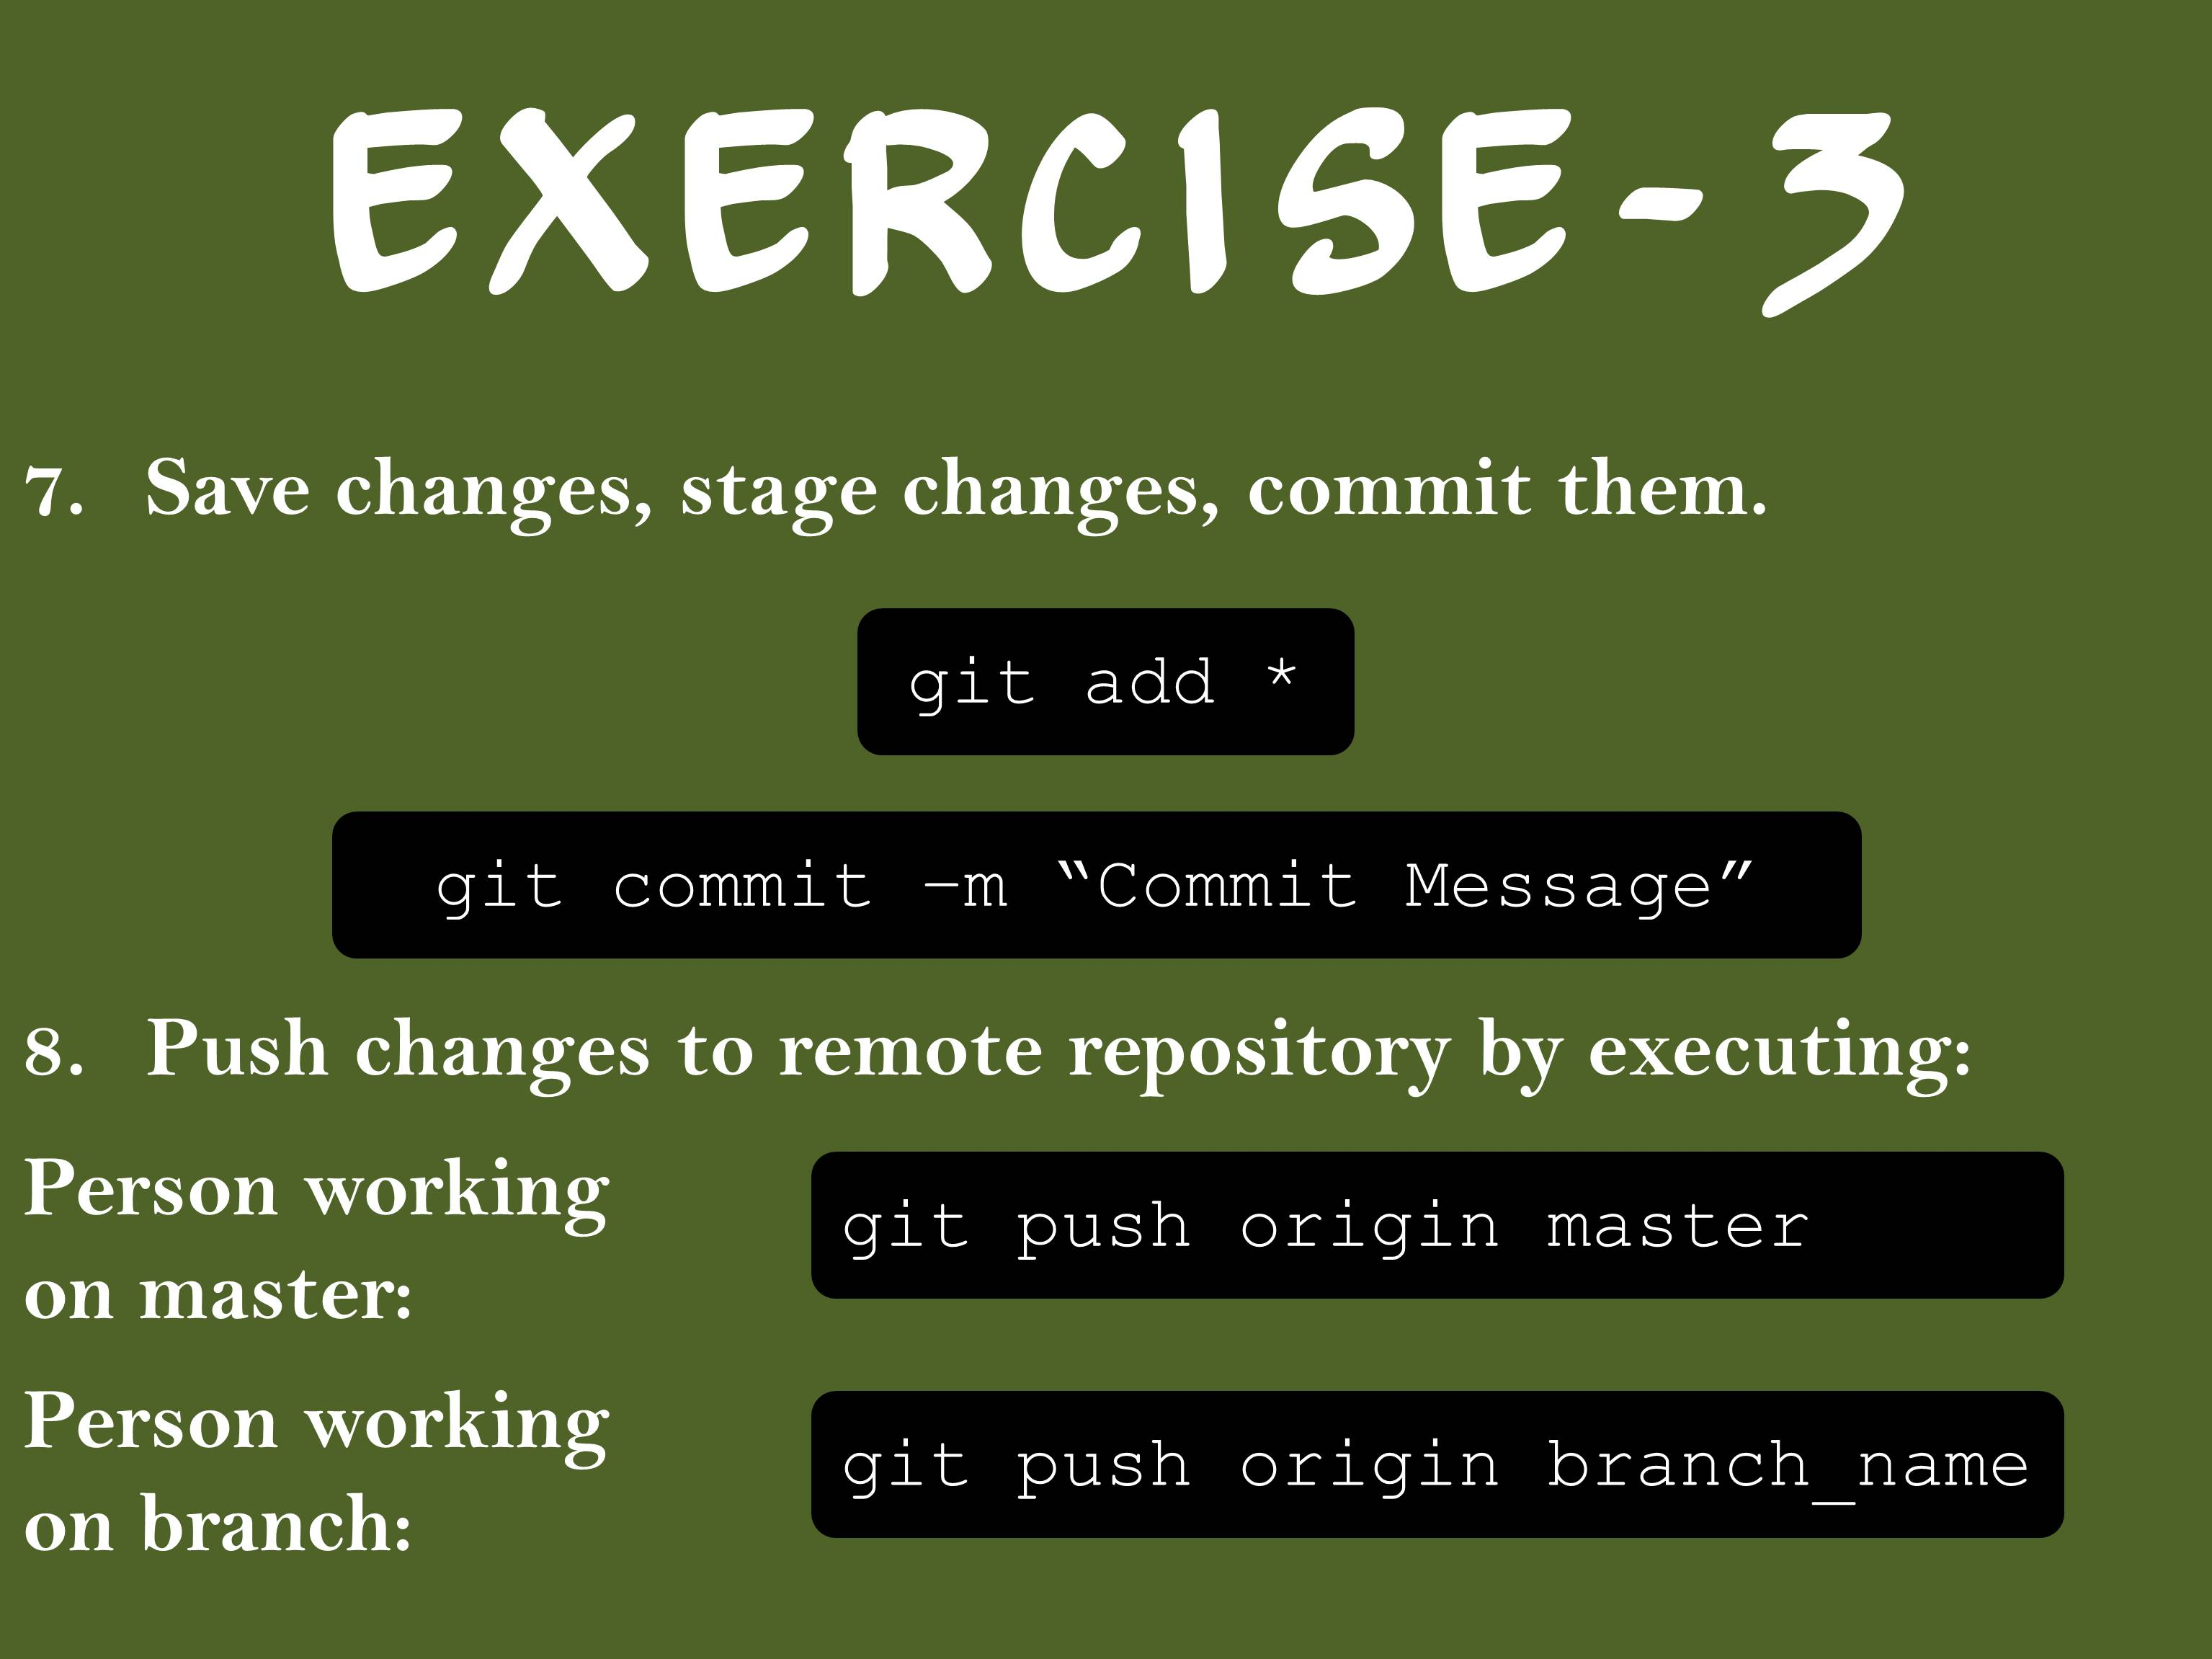 EXERCISE-3
7. Save changes, stage changes, commit them.
git add *
git commit –m “Commit Message”
8. Push changes to remote repository by executing:
Person working
on master:
git push origin master
Person working
on branch:
git push origin branch_name